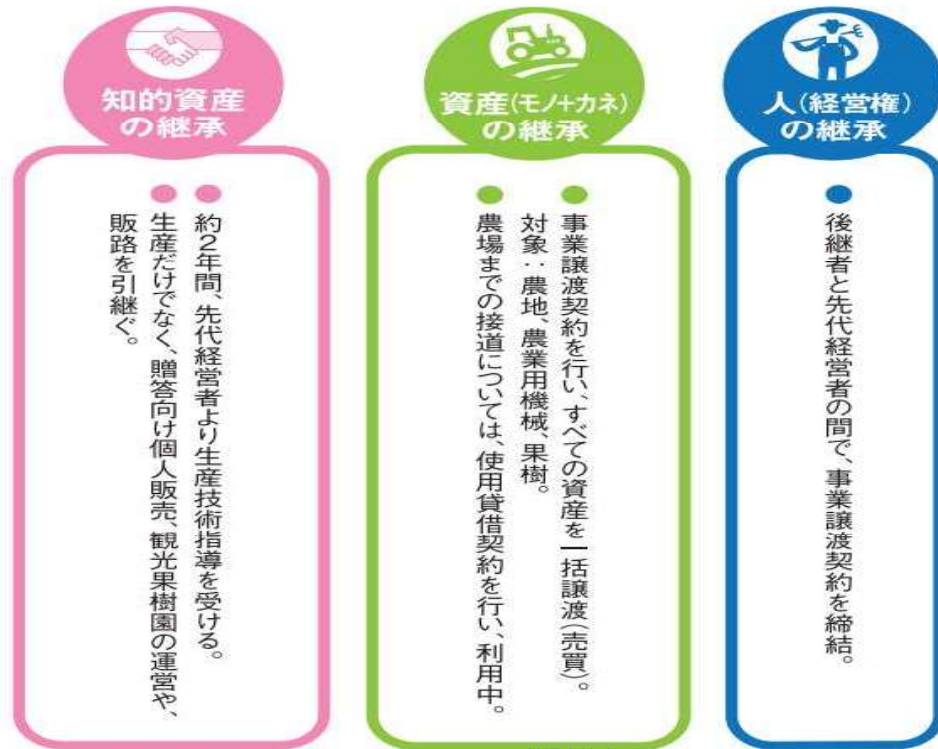 人(経営権)
の継承
●後継者と先代経営者の間で、事業譲渡契約を締結。
資産(モノ+カネ)
の継承
●事業譲渡契約を行い、すべての資産を一括譲渡(売買)。
対象：農地、農業用機械、果樹。
●農場までの接道については、使用貸借契約を行い、利用中。
知的資産
の継承
●約2年間、先代経営者より生産技術指導を受ける。
●生産だけでなく、贈答向け個人販売、観光果樹園の運営や、
販路を引継ぐ。